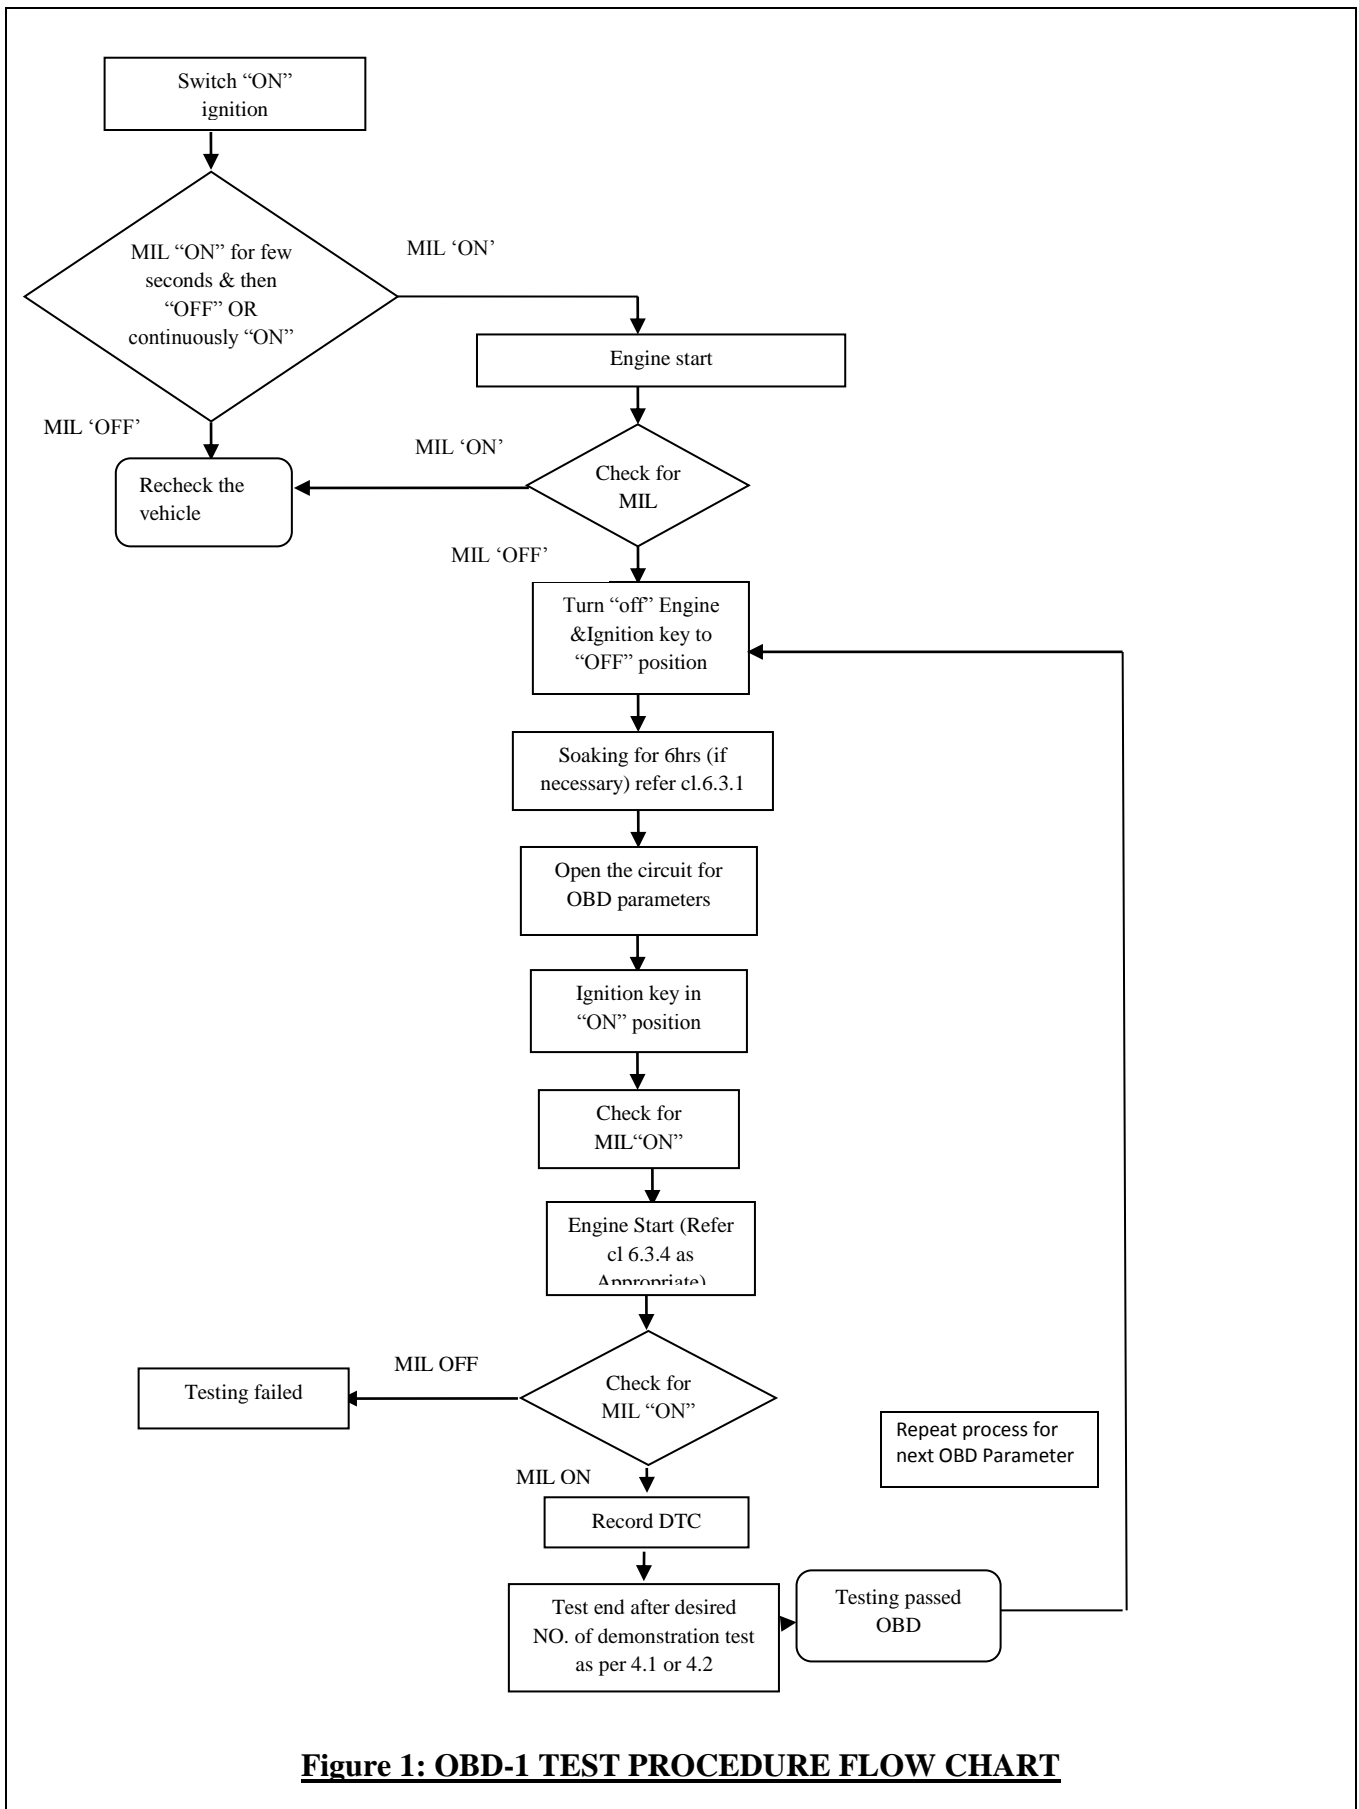 Switch “ON”
ignition
MIL “ON” for few
seconds & then
“OFF” OR
continuously “ON”
MIL ‘ON’
Engine start
MIL ‘OFF’
MIL ‘ON’
Check for
MIL
Recheck the
vehicle
MIL ‘OFF’
Turn “off” Engine
&Ignition key to
“OFF” position
Soaking for 6hrs (if
necessary) refer cl.6.3.1
Open the circuit for
OBD parameters
Ignition key in
“ON” position
Check for
MIL“ON”
Engine Start (Refer
cl 6.3.4 as
Appropriate)
MIL OFF
Testing failed
Check for
MIL “ON”
Repeat process for
next OBD Parameter
MIL ON
Record DTC
Test end after desired
NO. of demonstration test
as per 4.1 or 4.2
Testing passed
OBD
Figure 1: OBD-1 TEST PROCEDURE FLOW CHART